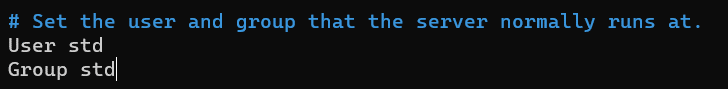 # Set the user and group that the server normally runs at.
User std
Group std